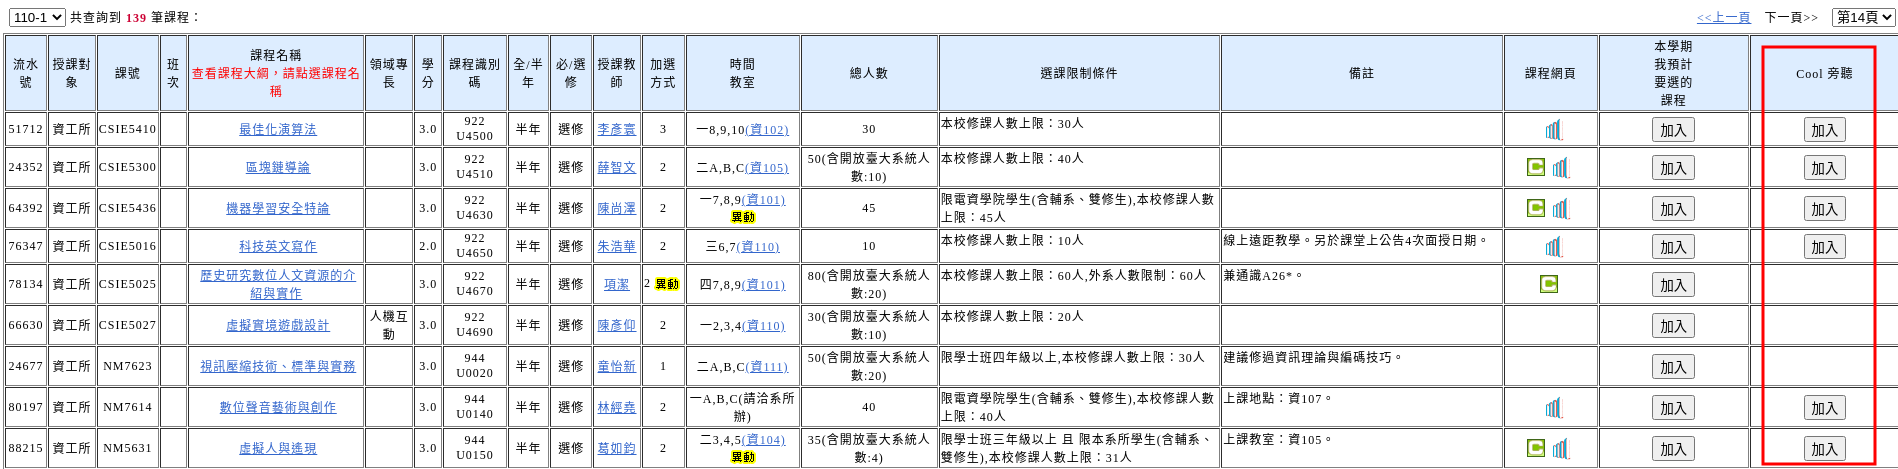 110-1 共查詢到 139 筆課程：
<<上一頁 下一頁>> 第14頁
流水號 授課對象 課號 班次 課程名稱 查看課程大綱，請點選課程名稱 領域專長 學分 課程識別碼 全/半年 必/選修 授課教師 加選方式 時間教室 總人數 選課限制條件 備註 課程網頁 本學期我預計要選的課程 Cool 旁聽
51712 資工所 CSIE5410 最佳化演算法 3.0 922 U4500 半年 選修 李彥寰 3 一8,9,10(資102) 30 本校修課人數上限：30人 加入 加入
24352 資工所 CSIE5300 區塊鏈導論 3.0 922 U4510 半年 選修 薛智文 2 二A,B,C(資105) 50(含開放臺大系統人數:10) 本校修課人數上限：40人 加入 加入
64392 資工所 CSIE5436 機器學習安全特論 3.0 922 U4630 半年 選修 陳尚澤 2 一7,8,9(資101) 異動 45 限電資學院學生(含輔系、雙修生),本校修課人數上限：45人 加入 加入
76347 資工所 CSIE5016 科技英文寫作 2.0 922 U4650 半年 選修 朱浩華 2 三6,7(資110) 10 本校修課人數上限：10人 線上遠距教學。另於課堂上公告4次面授日期。 加入 加入
78134 資工所 CSIE5025 歷史研究數位人文資源的介紹與實作 3.0 922 U4670 半年 選修 項潔 2 異動 四7,8,9(資101) 80(含開放臺大系統人數:20) 本校修課人數上限：60人,外系人數限制：60人 兼通識A26*。 加入
66630 資工所 CSIE5027 虛擬實境遊戲設計 人機互動 3.0 922 U4690 半年 選修 陳彥仰 2 一2,3,4(資110) 30(含開放臺大系統人數:10) 本校修課人數上限：20人 加入
24677 資工所 NM7623 視訊壓縮技術、標準與實務 3.0 944 U0020 半年 選修 童怡新 1 二A,B,C(資111) 50(含開放臺大系統人數:20) 限學士班四年級以上,本校修課人數上限：30人 建議修過資訊理論與編碼技巧。 加入
80197 資工所 NM7614 數位聲音藝術與創作 3.0 944 U0140 半年 選修 林經堯 2 一A,B,C(請洽系所辦) 40 限電資學院學生(含輔系、雙修生),本校修課人數上限：40人 上課地點：資107。 加入 加入
88215 資工所 NM5631 虛擬人與遙現 3.0 944 U0150 半年 選修 葛如鈞 2 二3,4,5(資104) 異動 35(含開放臺大系統人數:4) 限學士班三年級以上 且 限本系所學生(含輔系、雙修生),本校修課人數上限：31人 上課教室：資105。 加入 加入